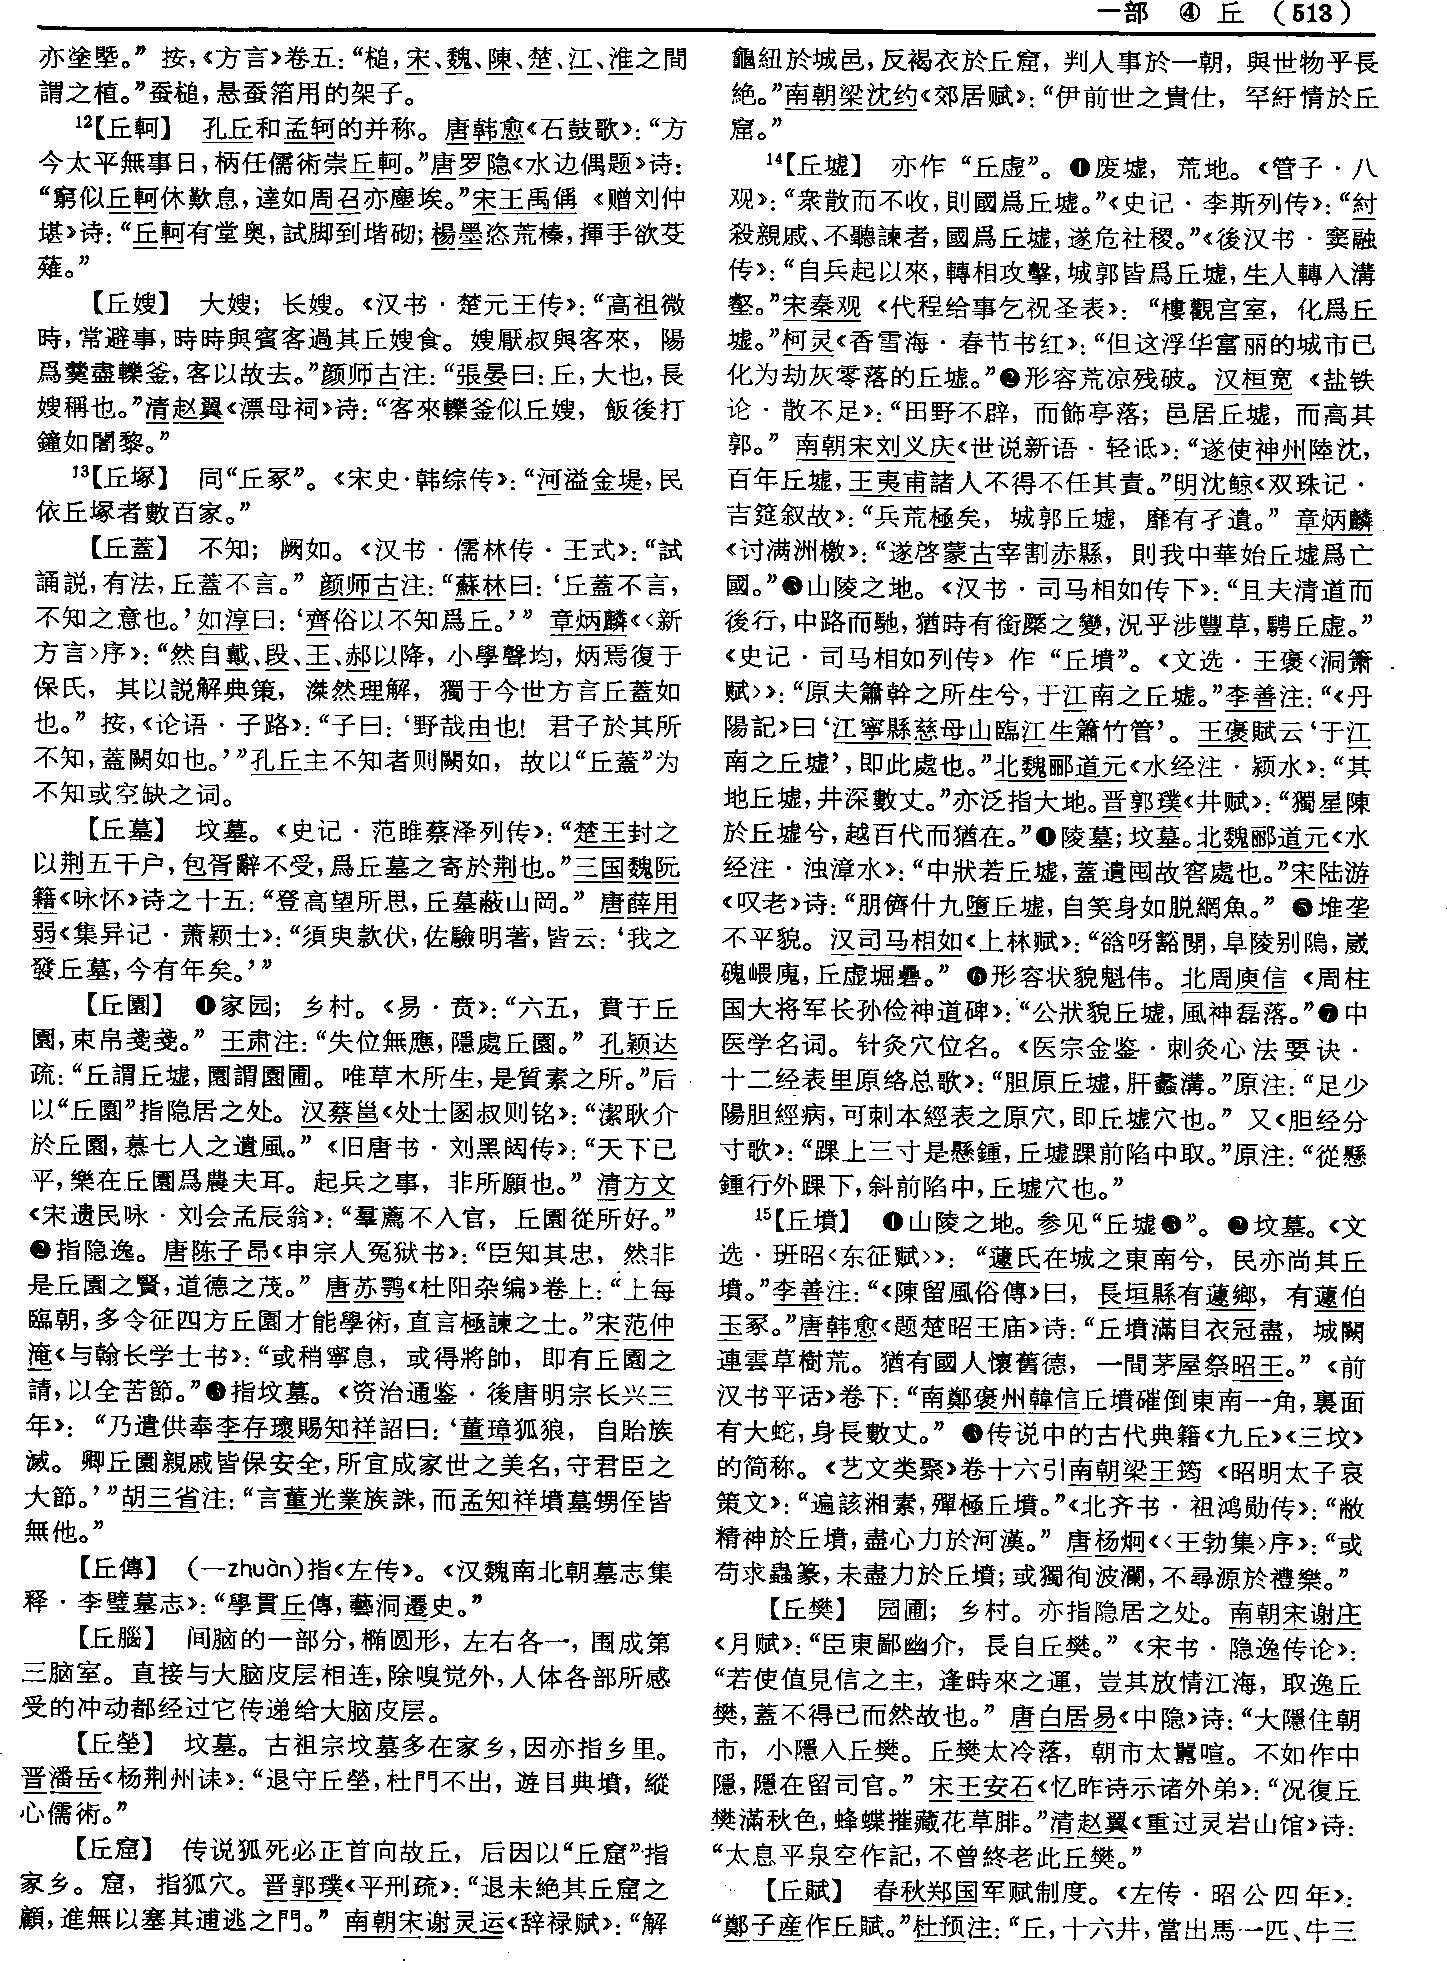 一部 ④ 丘 （513）
亦塗塈。”按，《方言》卷五：“槌，宋、魏、陳、楚、江、淮之間
謂之植。”蚕槌，悬蚕箔用的架子。
12【丘軻】 孔丘和孟轲的并称。唐韩愈《石鼓歌》：“方
今太平無事日，柄任儒術崇丘軻。”唐罗隐《水边偶题》诗：
“窮似丘軻休歎息，達如周召亦塵埃。”宋王禹偁《赠刘仲
堪》诗：“丘軻有堂奥，試脚到堦砌；楊墨恣荒榛，揮手欲芟
薙。”
【丘嫂】 大嫂；长嫂。《汉书·楚元王传》：“高祖微
時，常避事，時時與賓客過其丘嫂食。嫂厭叔與客來，陽
爲羹盡轑釜，客以故去。”颜师古注：“張晏曰：丘，大也，長
嫂稱也。”清赵翼《漂母祠》诗：“客來轑釜似丘嫂，飯後打
鐘如闍黎。”
13【丘塚】 同“丘冢”。《宋史·韩综传》：“河溢金堤，民
依丘塚者數百家。”
【丘蓋】 不知；阙如。《汉书·儒林传·王式》：“試
誦説，有法，丘蓋不言。”颜师古注：“蘇林曰：‘丘蓋不言，
不知之意也。’如淳曰：‘齊俗以不知爲丘。’”章炳麟《〈新
方言〉序》：“然自戴、段、王、郝以降，小學聲均，炳焉復于
保氏，其以説解典策，滐然理解，獨于今世方言丘蓋如
也。”按，《论语·子路》：“子曰：‘野哉由也！君子於其所
不知，蓋闕如也。’”孔丘主不知者则闕如，故以“丘蓋”为
不知或空缺之词。
【丘墓】 坟墓。《史记·范雎蔡泽列传》：“楚王封之
以荆五千户，包胥辭不受，爲丘墓之寄於荆也。”三国魏阮
籍《咏怀》诗之十五：“登高望所思，丘墓蔽山岡。”唐薛用
弱《集异记·萧颖士》：“須臾款伏，佐驗明著，皆云：‘我之
發丘墓，今有年矣。’”
【丘園】 ❶家园；乡村。《易·贲》：“六五，賁于丘
園，束帛戔戔。”王肃注：“失位無應，隱處丘園。”孔颖达
疏：“丘謂丘墟，園謂園圃。唯草木所生，是質素之所。”后
以“丘園”指隐居之处。汉蔡邕《处士圂叔则铭》：“潔耿介
於丘園，慕七人之遺風。”《旧唐书·刘黑闼传》：“天下已
平，樂在丘園爲農夫耳。起兵之事，非所願也。”清方文
《宋遗民咏·刘会孟辰翁》：“羣薦不入官，丘園從所好。”
❷指隐逸。唐陈子昂《申宗人冤狱书》：“臣知其忠，然非
是丘園之賢，道德之茂。”唐苏鹗《杜阳杂编》卷上：“上每
臨朝，多令征四方丘園才能學術，直言極諫之士。”宋范仲
淹《与翰长学士书》：“或稍寧息，或得將帥，即有丘園之
請，以全苦節。”❸指坟墓。《资治通鉴·後唐明宗长兴三
年》：“乃遣供奉李存瓌賜知祥詔曰：‘董璋狐狼，自貽族
滅。卿丘園親戚皆保安全，所宜成家世之美名，守君臣之
大節。’”胡三省注：“言董光業族誅，而孟知祥墳墓甥侄皆
無他。”
【丘傳】 （—zhuàn）指《左传》。《汉魏南北朝墓志集
释·李璧墓志》：“學貫丘傳，藝洞遷史。”
【丘腦】 间脑的一部分，椭圆形，左右各一，围成第
三脑室。直接与大脑皮层相连，除嗅觉外，人体各部所感
受的冲动都经过它传递给大脑皮层。
【丘塋】 坟墓。古祖宗坟墓多在家乡，因亦指乡里。
晋潘岳《杨荆州诔》：“退守丘塋，杜門不出，遊目典墳，縱
心儒術。”
【丘窟】 传说狐死必正首向故丘，后因以“丘窟”指
家乡。窟，指狐穴。晋郭璞《平刑疏》：“退未絶其丘窟之
顧，進無以塞其逋逃之門。”南朝宋谢灵运《辞禄赋》：“解
龜紐於城邑，反褐衣於丘窟，判人事於一朝，與世物乎長
絶。”南朝梁沈约《郊居赋》：“伊前世之貴仕，罕紆情於丘
窟。”
14【丘墟】 亦作“丘虚”。❶废墟，荒地。《管子·八
观》：“衆散而不收，則國爲丘墟。”《史记·李斯列传》：“紂
殺親戚、不聽諫者，國爲丘墟，遂危社稷。”《後汉书·窦融
传》：“自兵起以來，轉相攻擊，城郭皆爲丘墟，生人轉入溝
壑。”宋秦观《代程给事乞祝圣表》：“樓觀宫室，化爲丘
墟。”柯灵《香雪海·春节书红》：“但这浮华富丽的城市已
化为劫灰零落的丘墟。”❷形容荒凉残破。汉桓宽《盐铁
论·散不足》：“田野不辟，而飾亭落；邑居丘墟，而高其
郭。”南朝宋刘义庆《世说新语·轻诋》：“遂使神州陸沈，
百年丘墟，王夷甫諸人不得不任其責。”明沈鲸《双珠记·
吉筵叙故》：“兵荒極矣，城郭丘墟，靡有孑遺。”章炳麟
《讨满洲檄》：“遂啓蒙古宰割赤縣，則我中華始丘墟爲亡
國。”❸山陵之地。《汉书·司马相如传下》：“且夫清道而
後行，中路而馳，猶時有銜橜之變，況乎涉豐草，騁丘虚。”
《史记·司马相如列传》作“丘墳”。《文选·王褒〈洞箫
赋〉》：“原夫簫幹之所生兮，于江南之丘墟。”李善注：“《丹
陽記》曰‘江寧縣慈母山臨江生簫竹管’。王褒賦云‘于江
南之丘墟’，即此處也。”北魏郦道元《水经注·颍水》：“其
地丘墟，井深數丈。”亦泛指大地。晋郭璞《井赋》：“獨星陳
於丘墟兮，越百代而猶在。”❹陵墓；坟墓。北魏郦道元《水
经注·浊漳水》：“中狀若丘墟，蓋遺囤故窖處也。”宋陆游
《叹老》诗：“朋儕什九墮丘墟，自笑身如脱網魚。”❺堆垄
不平貌。汉司马相如《上林赋》：“谽呀豁閕，阜陵别隝，崴
磈嵔廆，丘虚堀礨。”❻形容状貌魁伟。北周庾信《周柱
国大将军长孙俭神道碑》：“公狀貌丘墟，風神磊落。”❼中
医学名词。针灸穴位名。《医宗金鉴·刺灸心法要诀·
十二经表里原络总歌》：“胆原丘墟，肝蠡溝。”原注：“足少
陽胆經病，可刺本經表之原穴，即丘墟穴也。”又《胆经分
寸歌》：“踝上三寸是懸鍾，丘墟踝前陷中取。”原注：“從懸
鍾行外踝下，斜前陷中，丘墟穴也。”
15【丘墳】 ❶山陵之地。参见“丘墟❸”。❷坟墓。《文
选·班昭〈东征赋〉》：“蘧氏在城之東南兮，民亦尚其丘
墳。”李善注：“《陳留風俗傳》曰，長垣縣有蘧鄉，有蘧伯
玉冢。”唐韩愈《题楚昭王庙》诗：“丘墳滿目衣冠盡，城闕
連雲草樹荒。猶有國人懷舊德，一間茅屋祭昭王。”《前
汉书平话》卷下：“南鄭褒州韓信丘墳磪倒東南一角，裏面
有大蛇，身長數丈。”❸传说中的古代典籍《九丘》《三坟》
的简称。《艺文类聚》卷十六引南朝梁王筠《昭明太子哀
策文》：“遍該湘素，殫極丘墳。”《北齐书·祖鸿勋传》：“敝
精神於丘墳，盡心力於河漢。”唐杨炯《〈王勃集〉序》：“或
苟求蟲篆，未盡力於丘墳；或獨徇波瀾，不尋源於禮樂。”
【丘樊】 园圃；乡村。亦指隐居之处。南朝宋谢庄
《月赋》：“臣東鄙幽介，長自丘樊。”《宋书·隐逸传论》：
“若使值見信之主，逢時來之運，豈其放情江海，取逸丘
樊，蓋不得已而然故也。”唐白居易《中隐》诗：“大隱住朝
市，小隱入丘樊。丘樊太冷落，朝市太囂喧。不如作中
隱，隱在留司官。”宋王安石《忆昨诗示诸外弟》：“况復丘
樊滿秋色，蜂蝶摧藏花草腓。”清赵翼《重过灵岩山馆》诗：
“太息平泉空作記，不曾終老此丘樊。”
【丘賦】 春秋郑国军赋制度。《左传·昭公四年》：
“鄭子産作丘賦。”杜预注：“丘，十六井，當出馬一匹、牛三